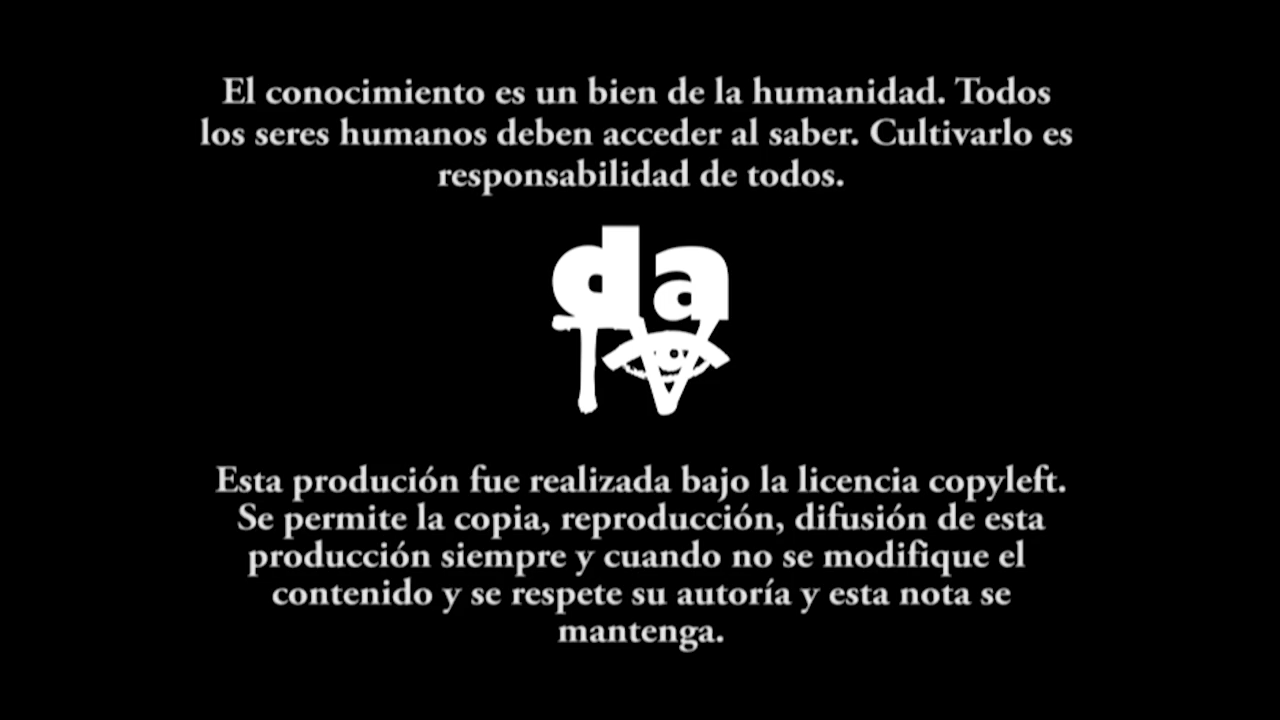 El conocimiento es un bien de la humanidad. Todos
los seres humanos deben acceder al saber. Cultivarlo es
responsabilidad de todos.
da
TV
Esta produción fue realizada bajo la licencia copyleft.
Se permite la copia, reproducción, difusión de esta
producción siempre y cuando no se modifique el
contenido y se respete su autoría y esta nota se
mantenga.